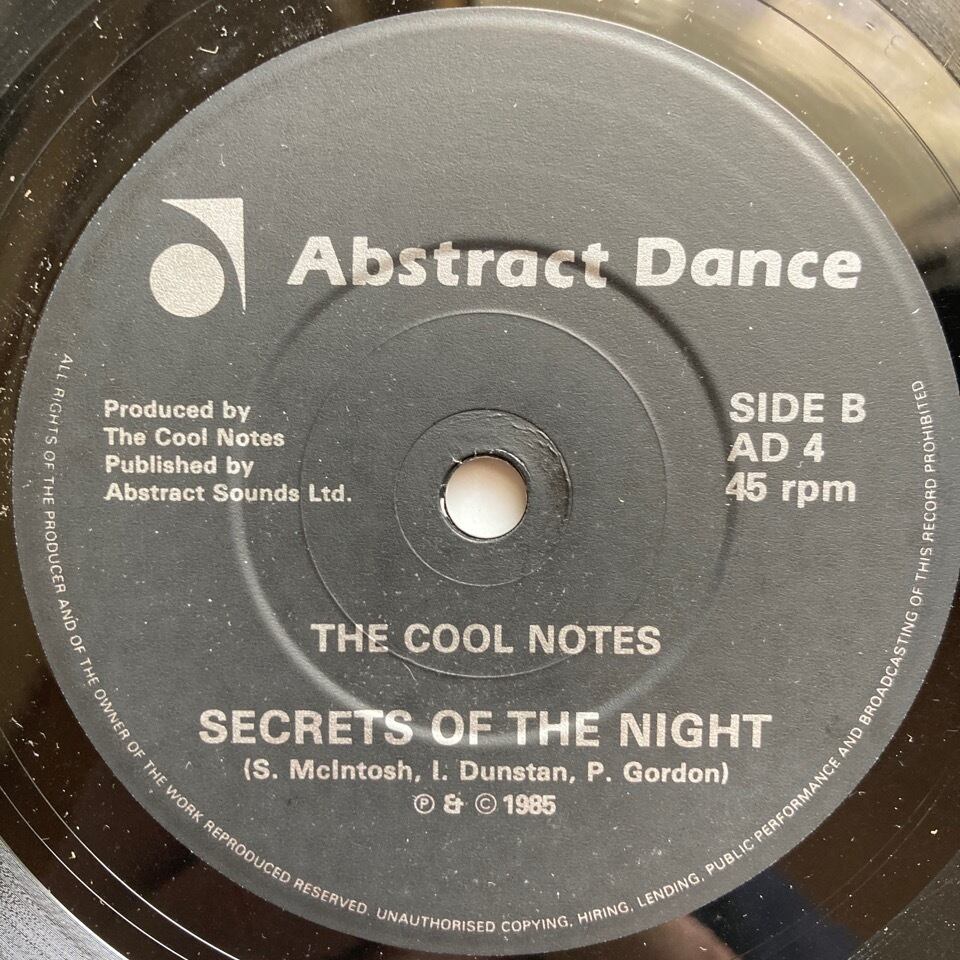 Abstract Dance
Produced by
The Cool Notes
Published by
Abstract Sounds Ltd.
SIDE B
AD 4
45 rpm
THE COOL NOTES
SECRETS OF THE NIGHT
(S. McIntosh, I. Dunstan, P. Gordon)
℗ & © 1985
ALL RIGHTS OF THE PRODUCER AND OF THE OWNER OF THE WORK REPRODUCED RESERVED. UNAUTHORISED COPYING, HIRING, LENDING, PUBLIC PERFORMANCE AND BROADCASTING OF THIS RECORD PROHIBITED